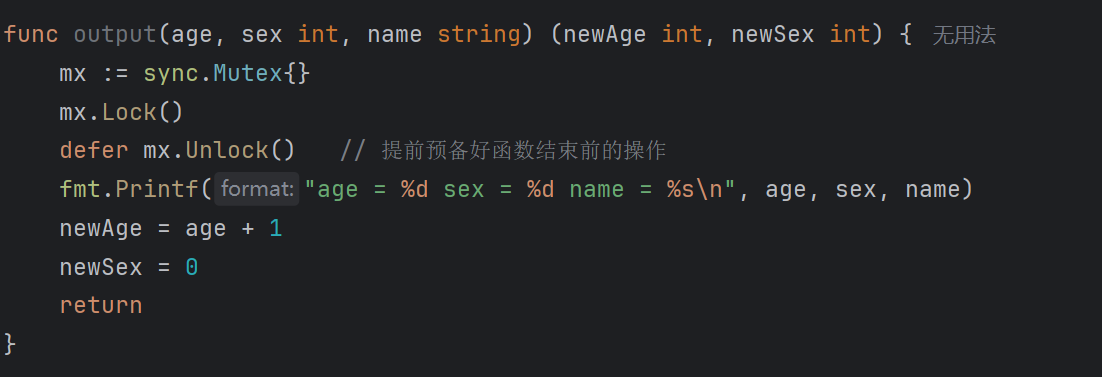 func output(age, sex int, name string) (newAge int, newSex int) { 无用法
    mx := sync.Mutex{}
    mx.Lock()
    defer mx.Unlock()   // 提前预备好函数结束前的操作
    fmt.Printf( format: "age = %d sex = %d name = %s\n", age, sex, name)
    newAge = age + 1
    newSex = 0
    return
}